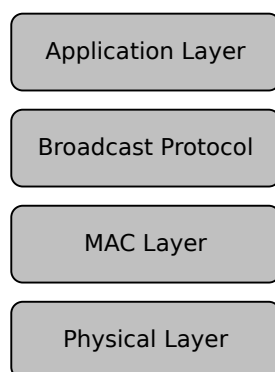 Application Layer
Broadcast Protocol
MAC Layer
Physical Layer